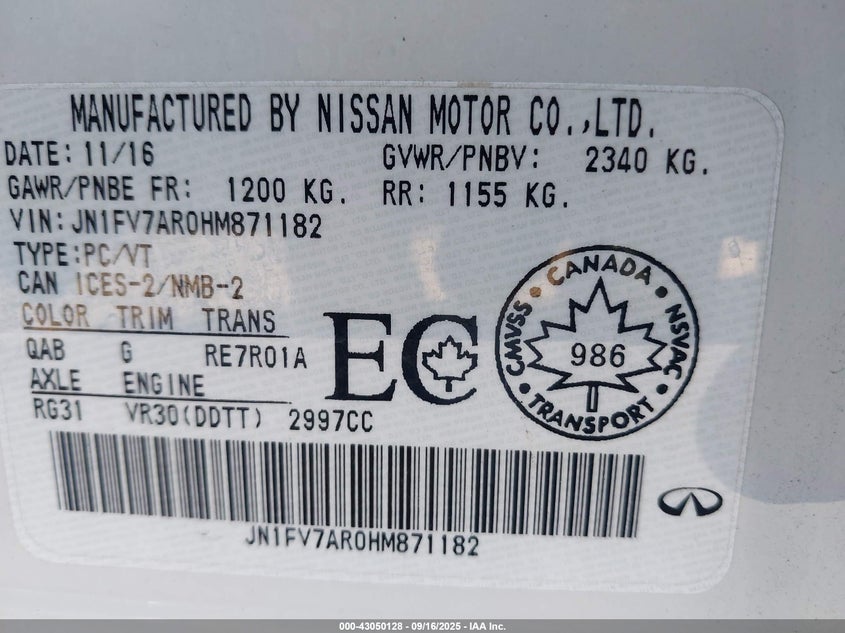 MANUFACTURED BY NISSAN MOTOR CO.,LTD.
DATE: 11/16 GVWR/PNBV: 2340 KG.
GAWR/PNBE FR: 1200 KG. RR: 1155 KG.
VIN:JN1FV7AR0HM871182
TYPE:PC/VT
CAN ICES-2/NMB-2
COLOR TRIM TRANS
QAB G RE7R01A
AXLE ENGINE
RG31 VR30(DDTT) 2997CC
EC
CANADA
CMVSS
NSVAC
986
TRANSPORT
JN1FV7AR0HM871182
000-43050128 - 09/16/2025 - IAA Inc.